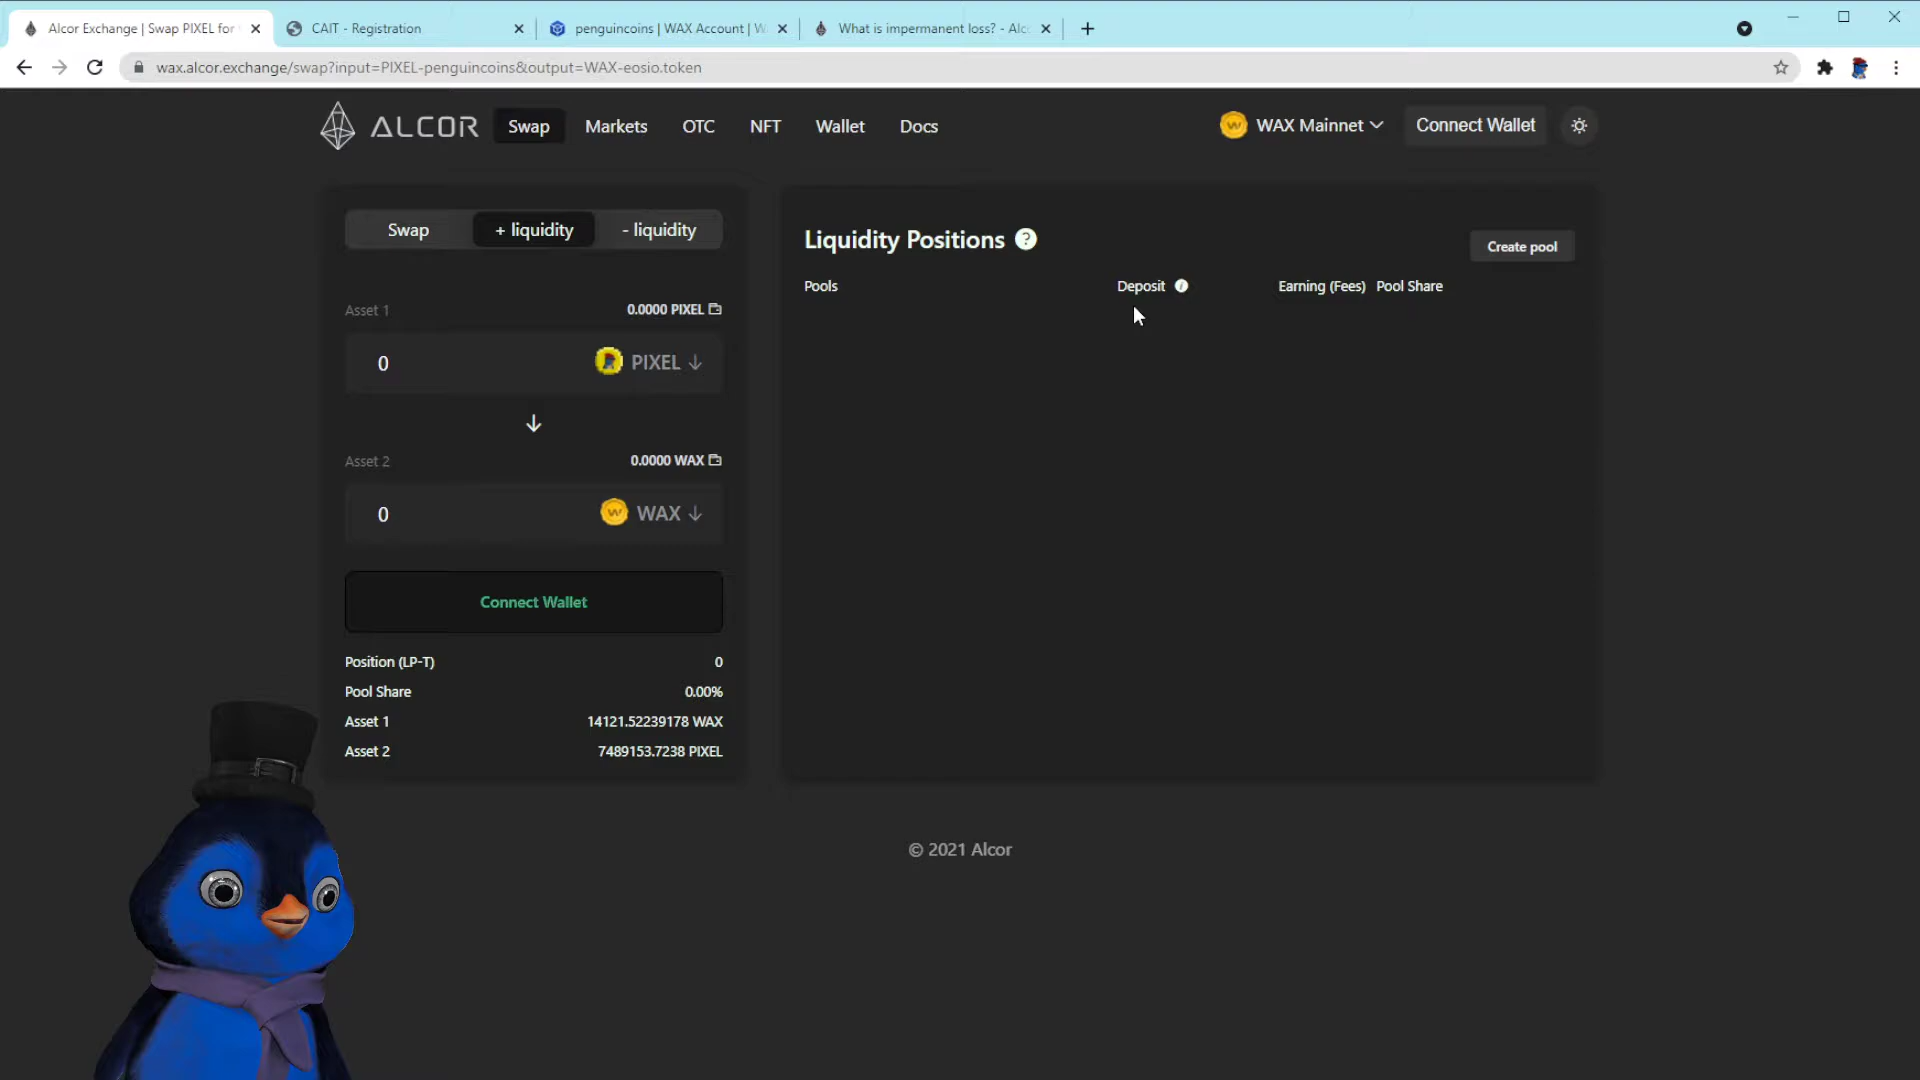 Alcor Exchange | Swap PIXEL for
CAIT - Registration
penguincoins | WAX Account | W
What is impermanent loss? - Alc
wax.alcor.exchange/swap?input=PIXEL-penguincoins&output=WAX-eosio.token
ALCOR
Swap
Markets
OTC
NFT
Wallet
Docs
WAX Mainnet
Connect Wallet
Swap
+ liquidity
- liquidity
Asset 1
0.0000 PIXEL
0
PIXEL
Asset 2
0.0000 WAX
0
WAX
Connect Wallet
Position (LP-T)
0
Pool Share
0.00%
Asset 1
14121.52239178 WAX
Asset 2
7489153.7238 PIXEL
Liquidity Positions
Create pool
Pools
Deposit
Earning (Fees)
Pool Share
© 2021 Alcor